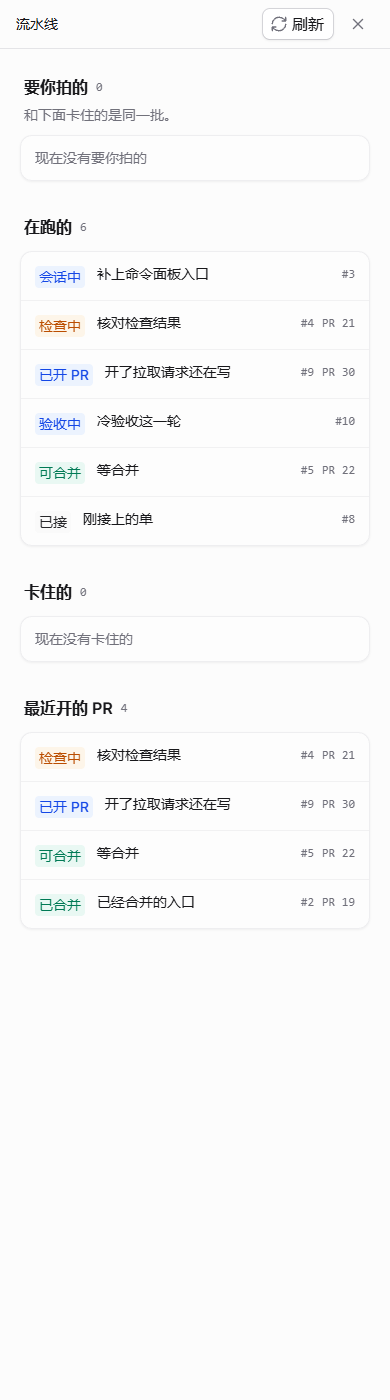 流水线
刷新
要你拍的 0
和下面卡住的是同一批。
现在没有要你拍的
在跑的 6
会话中 补上命令面板入口 #3
检查中 核对检查结果 #4 PR 21
已开 PR 开了拉取请求还在写 #9 PR 30
验收中 冷验收这一轮 #10
可合并 等合并 #5 PR 22
已接 刚接上的单 #8
卡住的 0
现在没有卡住的
最近开的 PR 4
检查中 核对检查结果 #4 PR 21
已开 PR 开了拉取请求还在写 #9 PR 30
可合并 等合并 #5 PR 22
已合并 已经合并的入口 #2 PR 19